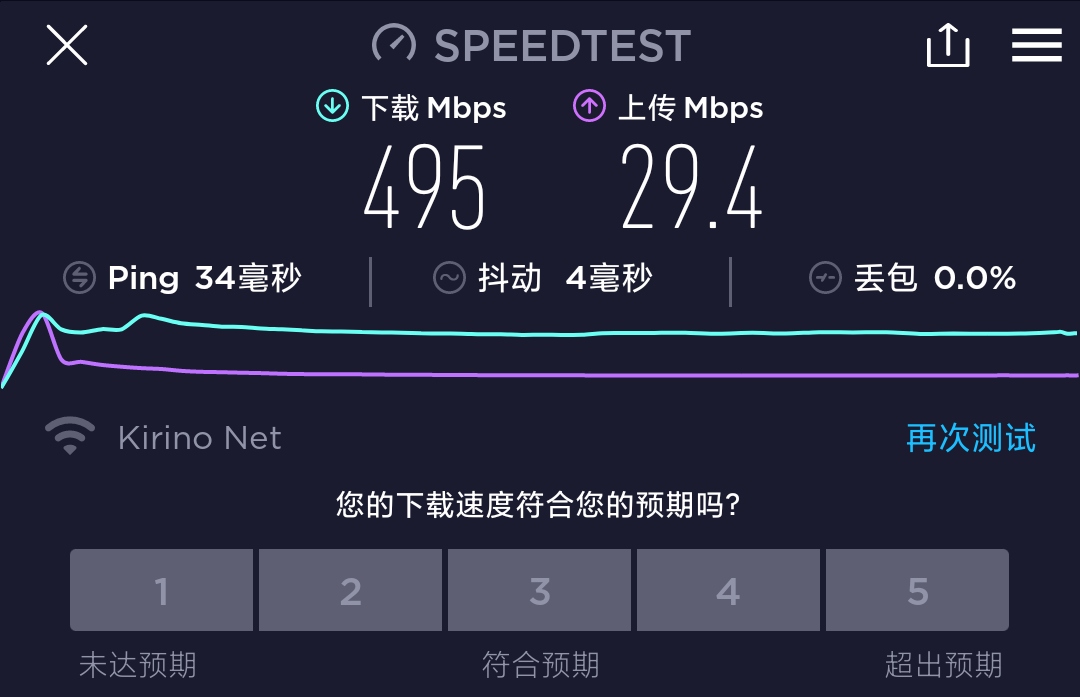 SPEEDTEST
下载 Mbps 上传 Mbps
495 29.4
Ping 34毫秒 抖动 4毫秒 丢包 0.0%
Kirino Net 再次测试
您的下载速度符合您的预期吗?
1 2 3 4 5
未达预期 符合预期 超出预期